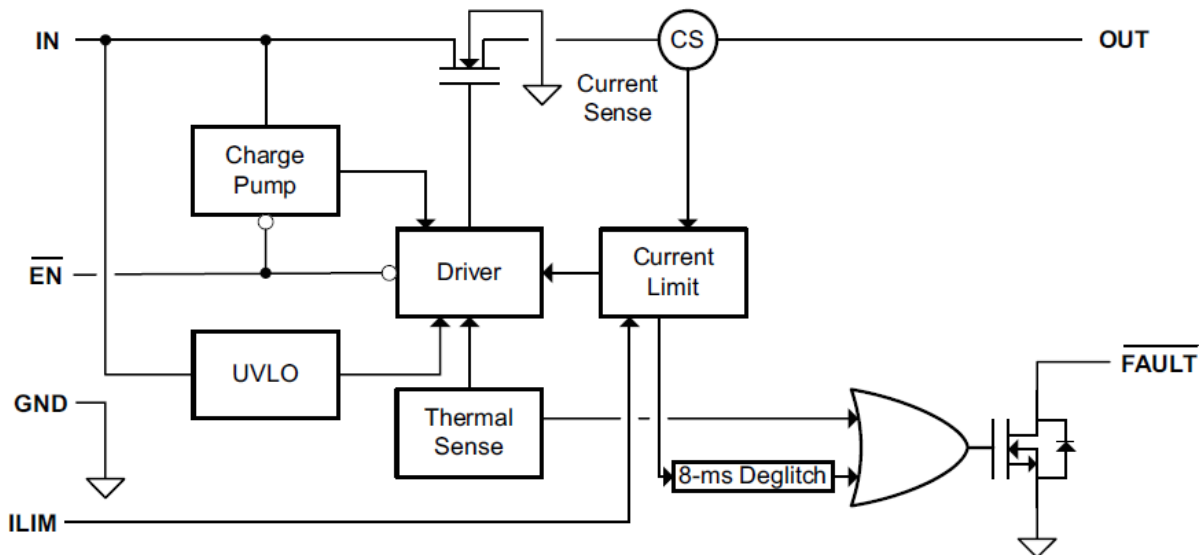 IN
CS
OUT
Current
Sense
Charge
Pump
EN
Driver
Current
Limit
UVLO
FAULT
GND
Thermal
Sense
8-ms Deglitch
ILIM